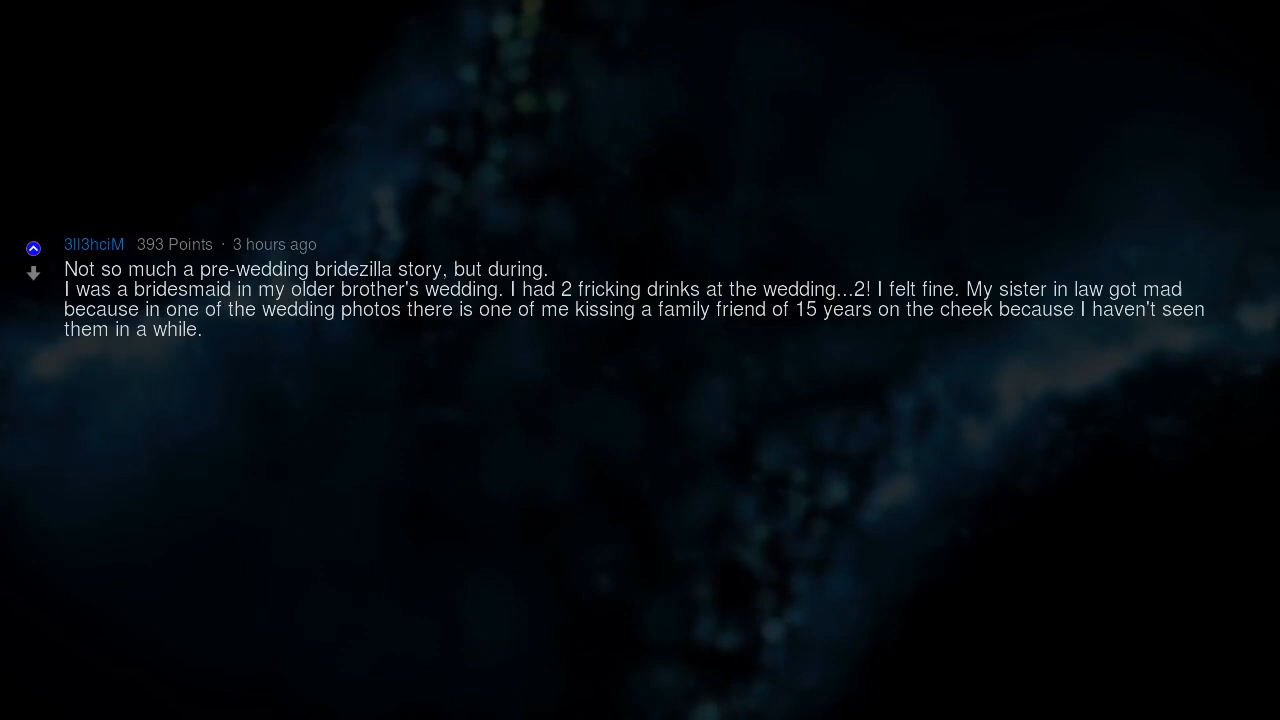 3ll3hciM 393 Points · 3 hours ago
Not so much a pre-wedding bridezilla story, but during.
I was a bridesmaid in my older brother's wedding. I had 2 fricking drinks at the wedding...2! I felt fine. My sister in law got mad
because in one of the wedding photos there is one of me kissing a family friend of 15 years on the cheek because I haven't seen
them in a while.